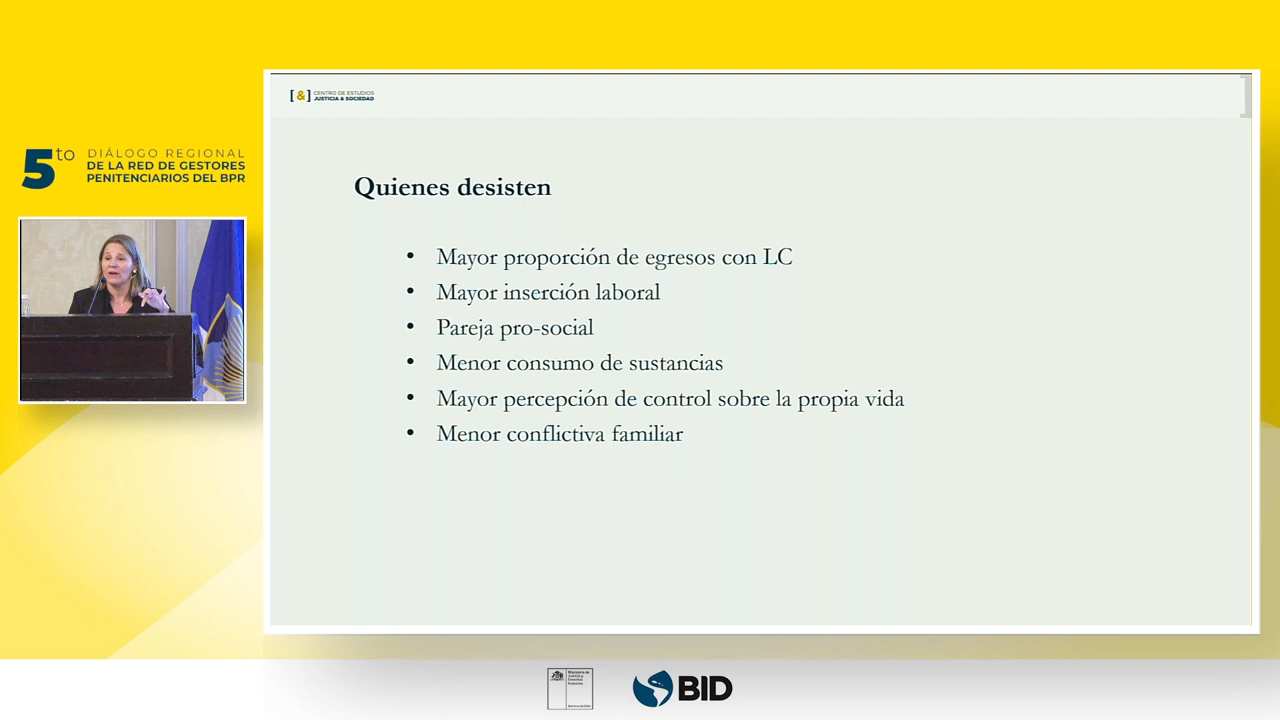 5to
DIÁLOGO REGIONAL
DE LA RED DE GESTORES
PENITENCIARIOS DEL BPR
[&] CENTRO DE ESTUDIOS
JUSTICIA & SOCIEDAD
Quienes desisten
• Mayor proporción de egresos con LC
• Mayor inserción laboral
• Pareja pro-social
• Menor consumo de sustancias
• Mayor percepción de control sobre la propia vida
• Menor conflictiva familiar
BID